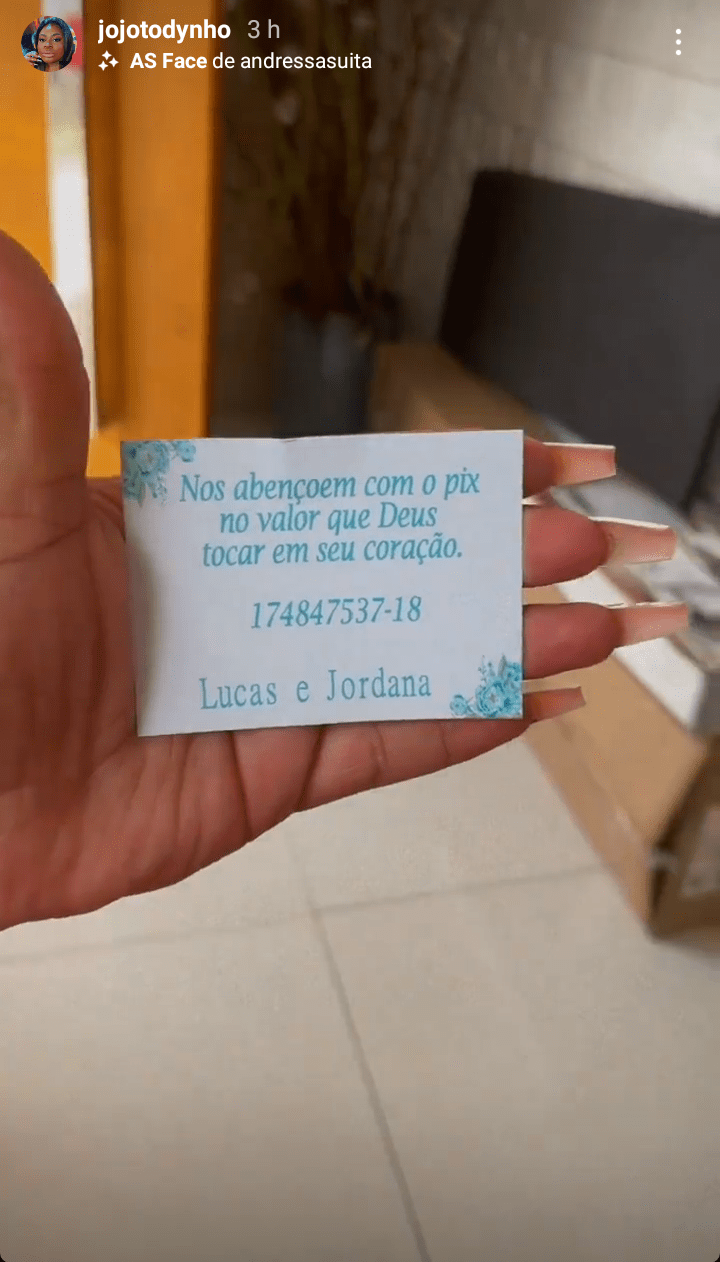 jojotodynho 3 h
AS Face de andressasuita
Nos abençoem com o pix
no valor que Deus
tocar em seu coração.
174847537-18
Lucas e Jordana